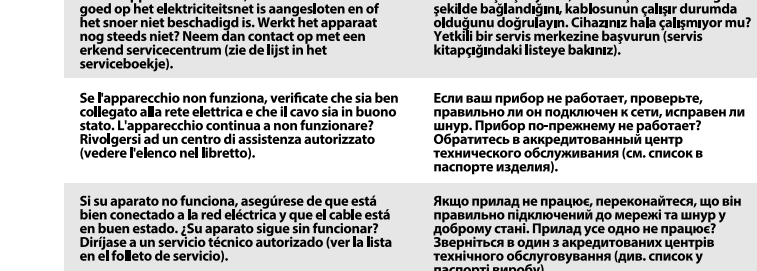 goed op het elektriciteitsnet is aangesloten en of
het snoer niet beschadigd is. Werkt het apparaat
nog steeds niet? Neem dan contact op met een
erkend servicecentrum (zie de lijst in het
serviceboekje).
şekilde bağlandığını, kablosunun çalışır durumda
olduğunu doğrulayın. Cihazınız hala çalışmıyor mu?
Yetkili bir servis merkezine başvurun (servis
kitapçığındaki listeye bakınız).
Se l'apparecchio non funziona, verificate che sia ben
collegato alla rete elettrica e che il cavo sia in buono
stato. L'apparecchio continua a non funzionare?
Rivolgersi ad un centro di assistenza autorizzato
(vedere l'elenco nel libretto).
Если ваш прибор не работает, проверьте,
правильно ли он подключен к сети, исправен ли
шнур. Прибор по-прежнему не работает?
Обратитесь в аккредитованный центр
технического обслуживания (см. список в
паспорте изделия).
Si su aparato no funciona, asegúrese de que está
bien conectado a la red eléctrica y que el cable está
en buen estado. ¿Su aparato sigue sin funcionar?
Diríjase a un servicio técnico autorizado (ver la lista
en el folleto de servicio).
Якщо прилад не працює, переконайтеся, що він
правильно підключений до мережі та шнур у
доброму стані. Прилад усе одно не працює?
Зверніться в один з акредитованих центрів
технічного обслуговування (див. список у
паспорті виробу)